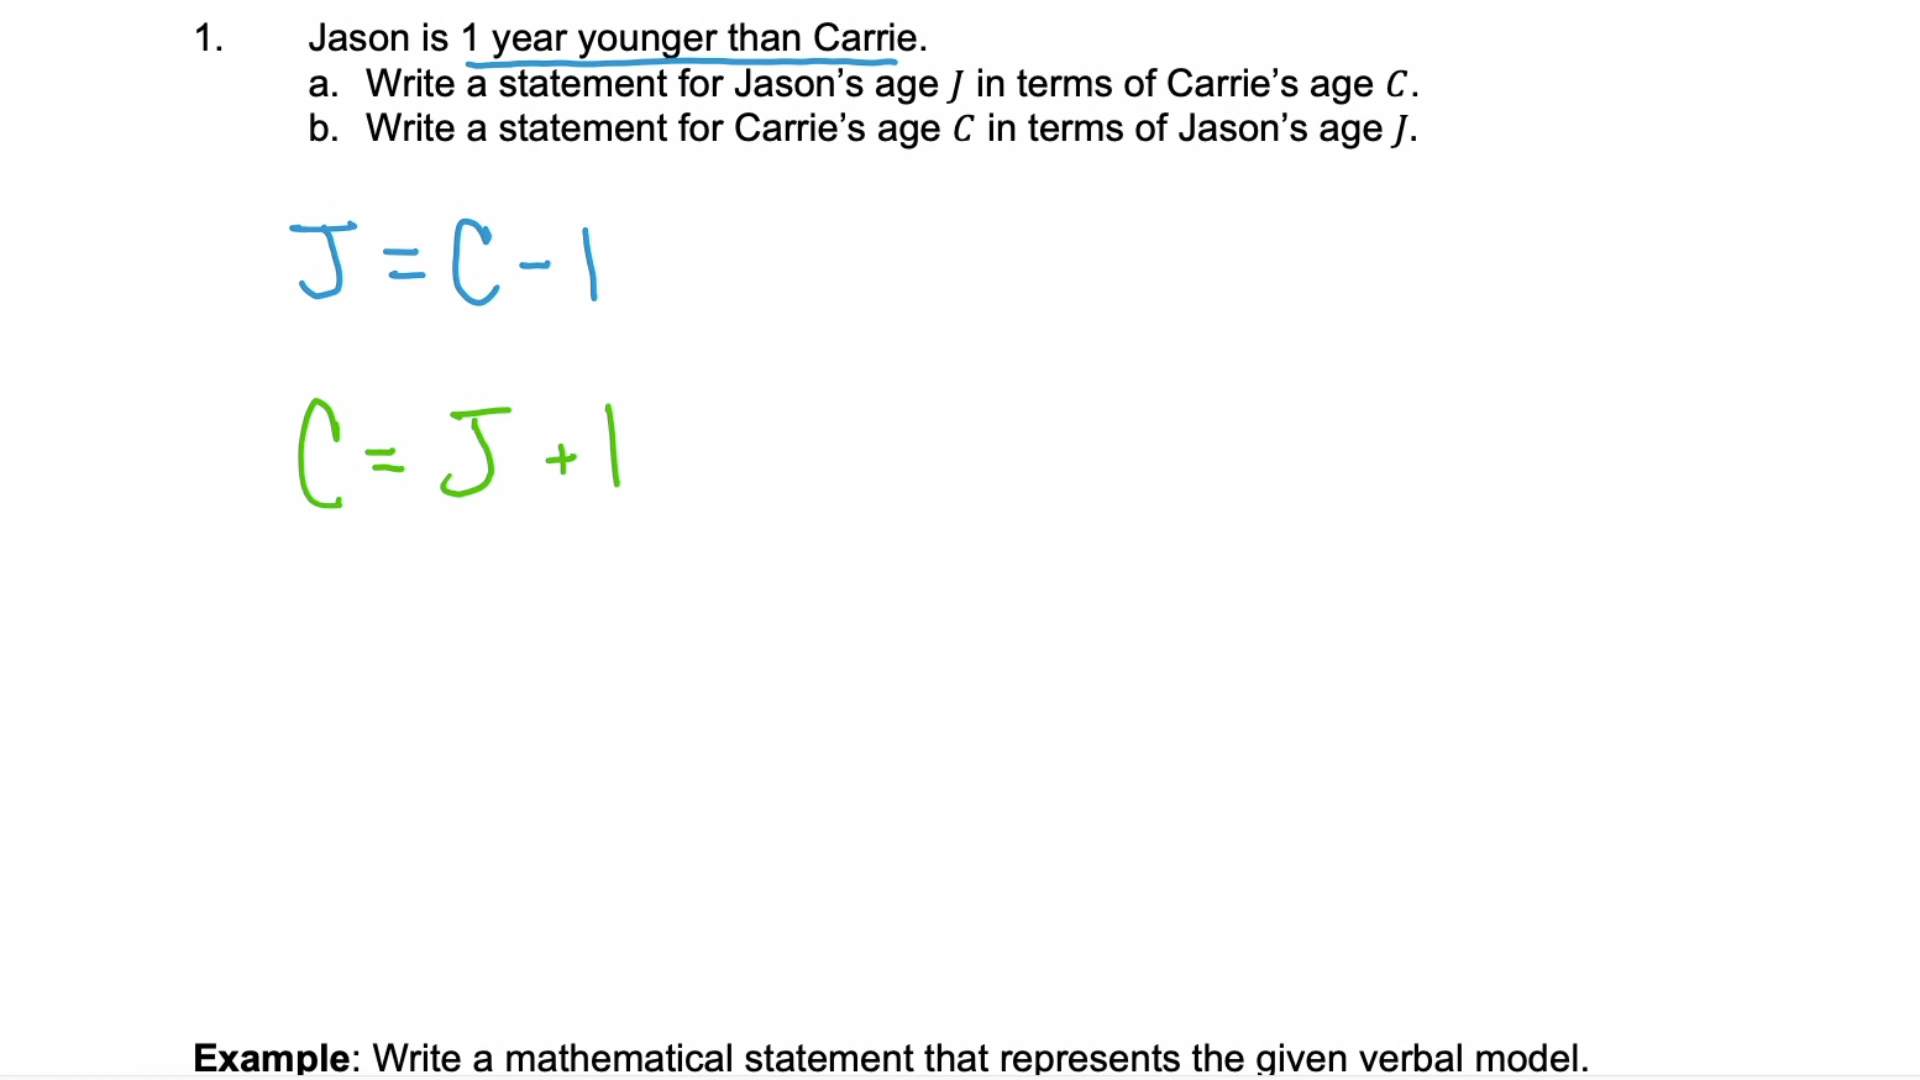 1. Jason is 1 year younger than Carrie.
a. Write a statement for Jason’s age J in terms of Carrie’s age C.
b. Write a statement for Carrie’s age C in terms of Jason’s age J.
J = C - 1
C = J + 1
Example: Write a mathematical statement that represents the given verbal model.